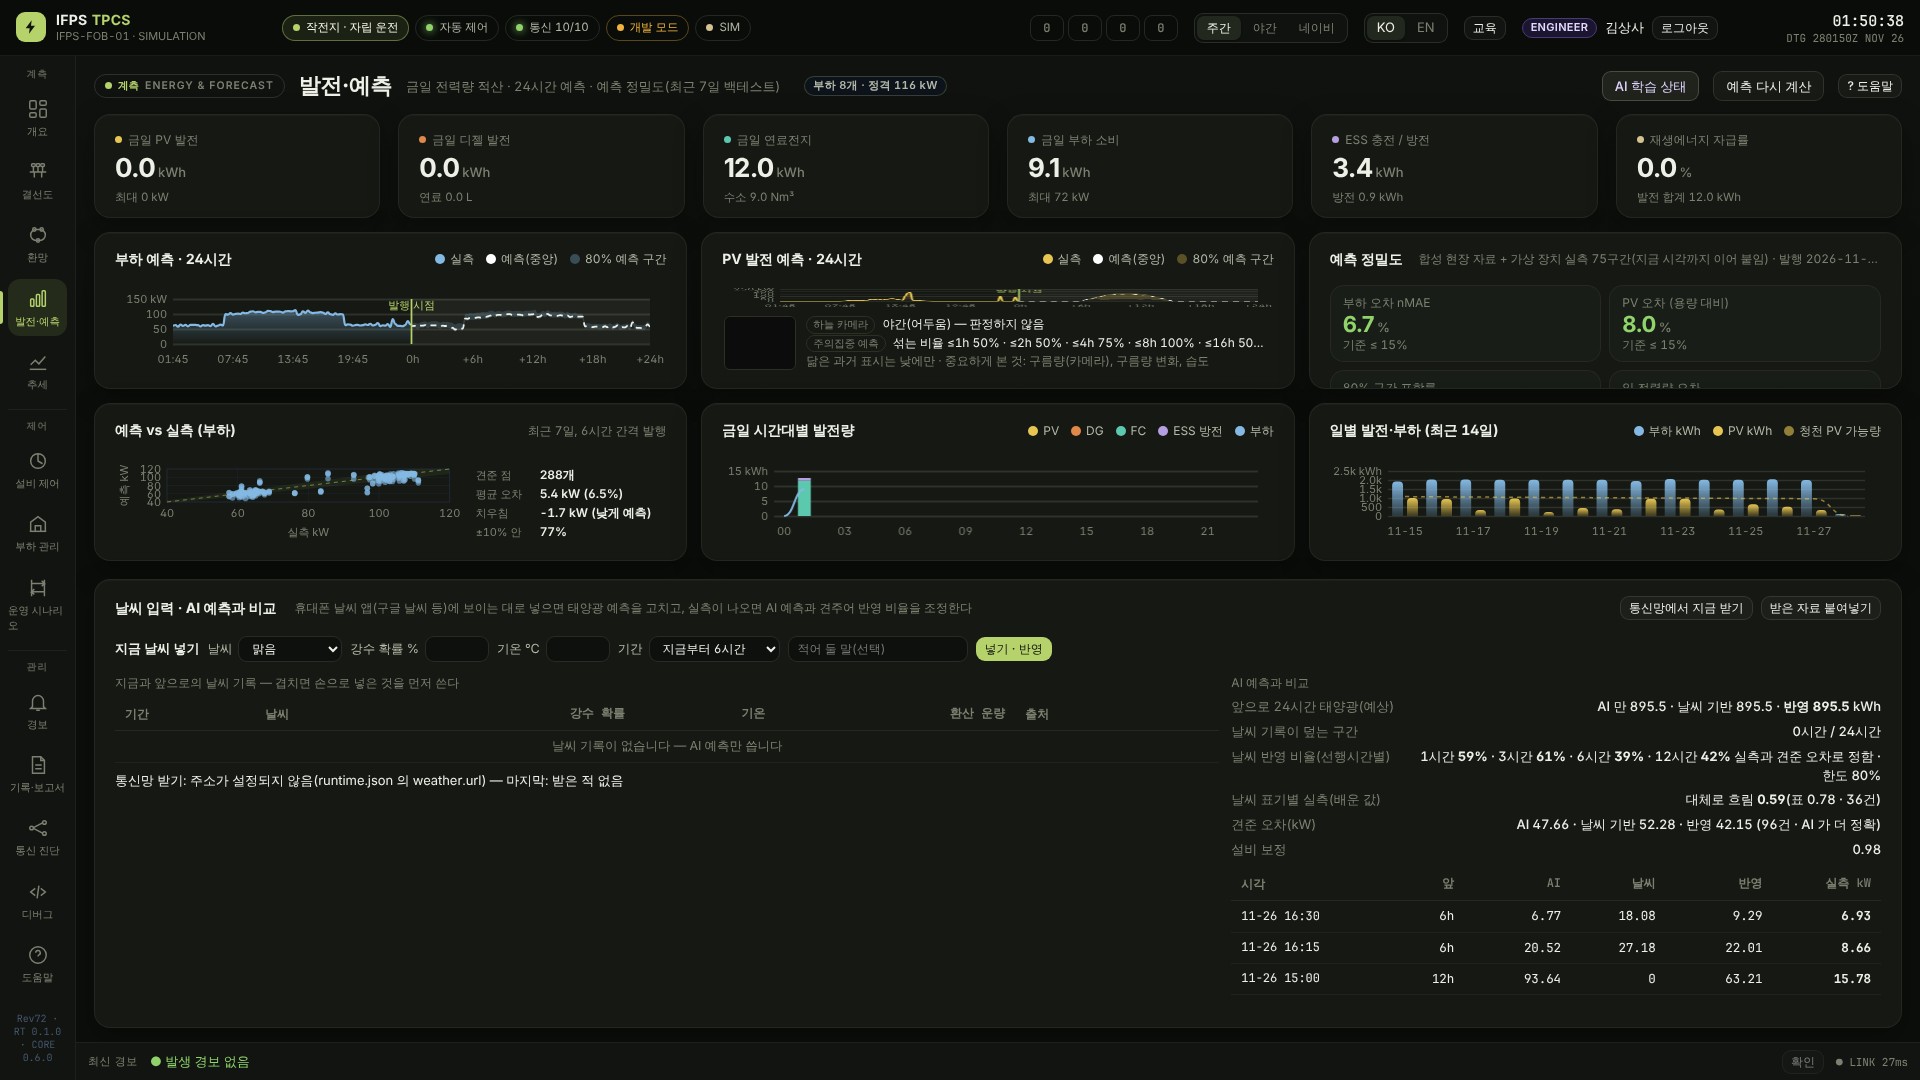 IFPS TPCS
IFPS-FOB-01 · SIMULATION
작전지 · 자립 운전
자동 제어
통신 10/10
개발 모드
SIM
0 0 0 0
주간 야간 네이비
KO EN
교육
ENGINEER 김상사 로그아웃
01:50:38
DTG 280150Z NOV 26
계측
개요
결선도
환망
발전·예측
추세
제어
설비 제어
부하 관리
운영 시나리오
관리
경보
기록·보고서
통신 진단
디버그
도움말
Rev72 ·
RT 0.1.0
· CORE
0.6.0
계측 ENERGY & FORECAST
발전·예측
금일 전력량 적산 · 24시간 예측 · 예측 정밀도(최근 7일 백테스트)
부하 8개 · 정격 116 kW
AI 학습 상태
예측 다시 계산
? 도움말
금일 PV 발전
0.0 kWh
최대 0 kW
금일 디젤 발전
0.0 kWh
연료 0.0 L
금일 연료전지
12.0 kWh
수소 9.0 Nm³
금일 부하 소비
9.1 kWh
최대 72 kW
ESS 충전 / 방전
3.4 kWh
방전 0.9 kWh
재생에너지 자급률
0.0 %
발전 합계 12.0 kWh
부하 예측 · 24시간
실측 예측(중앙) 80% 예측 구간
150 kW
100
50
0
발행 시점
01:45 07:45 13:45 19:45 0h +6h +12h +18h +24h
PV 발전 예측 · 24시간
실측 예측(중앙) 80% 예측 구간
하늘 카메라 야간(어두움) — 판정하지 않음
주의집중 예측 섞는 비율 ≤1h 50% · ≤2h 50% · ≤4h 75% · ≤8h 100% · ≤16h 50...
닮은 과거 표시는 낮에만 · 중요하게 본 것: 구름량(카메라), 구름량 변화, 습도
예측 정밀도
합성 현장 자료 + 가상 장치 실측 75구간(지금 시각까지 이어 붙임) · 발행 2026-11-...
부하 오차 nMAE
6.7 %
기준 ≤ 15%
PV 오차 (용량 대비)
8.0 %
기준 ≤ 15%
예측 vs 실측 (부하)
최근 7일, 6시간 간격 발행
예측 kW
120
100
80
60
40
40 60 80 100 120
실측 kW
견준 점 288개
평균 오차 5.4 kW (6.5%)
치우침 -1.7 kW (낮게 예측)
±10% 안 77%
금일 시간대별 발전량
PV DG FC ESS 방전 부하
15 kWh
10
5
0
00 03 06 09 12 15 18 21
일별 발전·부하 (최근 14일)
부하 kWh PV kWh 청천 PV 가능량
2.5k kWh
2.0k
1.5k
1.0k
500
0
11-15 11-17 11-19 11-21 11-23 11-25 11-27
날씨 입력 · AI 예측과 비교
휴대폰 날씨 앱(구글 날씨 등)에 보이는 대로 넣으면 태양광 예측을 고치고, 실측이 나오면 AI 예측과 견주어 반영 비율을 조정한다
통신망에서 지금 받기
받은 자료 붙여넣기
지금 날씨 넣기 날씨 맑음 강수 확률 % 기온 °C 기간 지금부터 6시간 적어 둘 말(선택) 넣기 · 반영
지금과 앞으로의 날씨 기록 — 겹치면 손으로 넣은 것을 먼저 쓴다
기간 날씨 강수 확률 기온 환산 운량 출처
날씨 기록이 없습니다 — AI 예측만 씁니다
통신망 받기: 주소가 설정되지 않음(runtime.json 의 weather.url) — 마지막: 받은 적 없음
AI 예측과 비교
앞으로 24시간 태양광(예상) AI 만 895.5 · 날씨 기반 895.5 · 반영 895.5 kWh
날씨 기록이 덮는 구간 0시간 / 24시간
날씨 반영 비율(선행시간별) 1시간 59% · 3시간 61% · 6시간 39% · 12시간 42% 실측과 견준 오차로 정함 ·
한도 80%
날씨 표기별 실측(배운 값) 대체로 흐림 0.59(표 0.78 · 36건)
견준 오차(kW) AI 47.66 · 날씨 기반 52.28 · 반영 42.15 (96건 · AI 가 더 정확)
설비 보정 0.98
시각 앞 AI 날씨 반영 실측 kW
11-26 16:30 6h 6.77 18.08 9.29 6.93
11-26 16:15 6h 20.52 27.18 22.01 8.66
11-26 15:00 12h 93.64 0 63.21 15.78
최신 경보 발생 경보 없음
확인
LINK 27ms